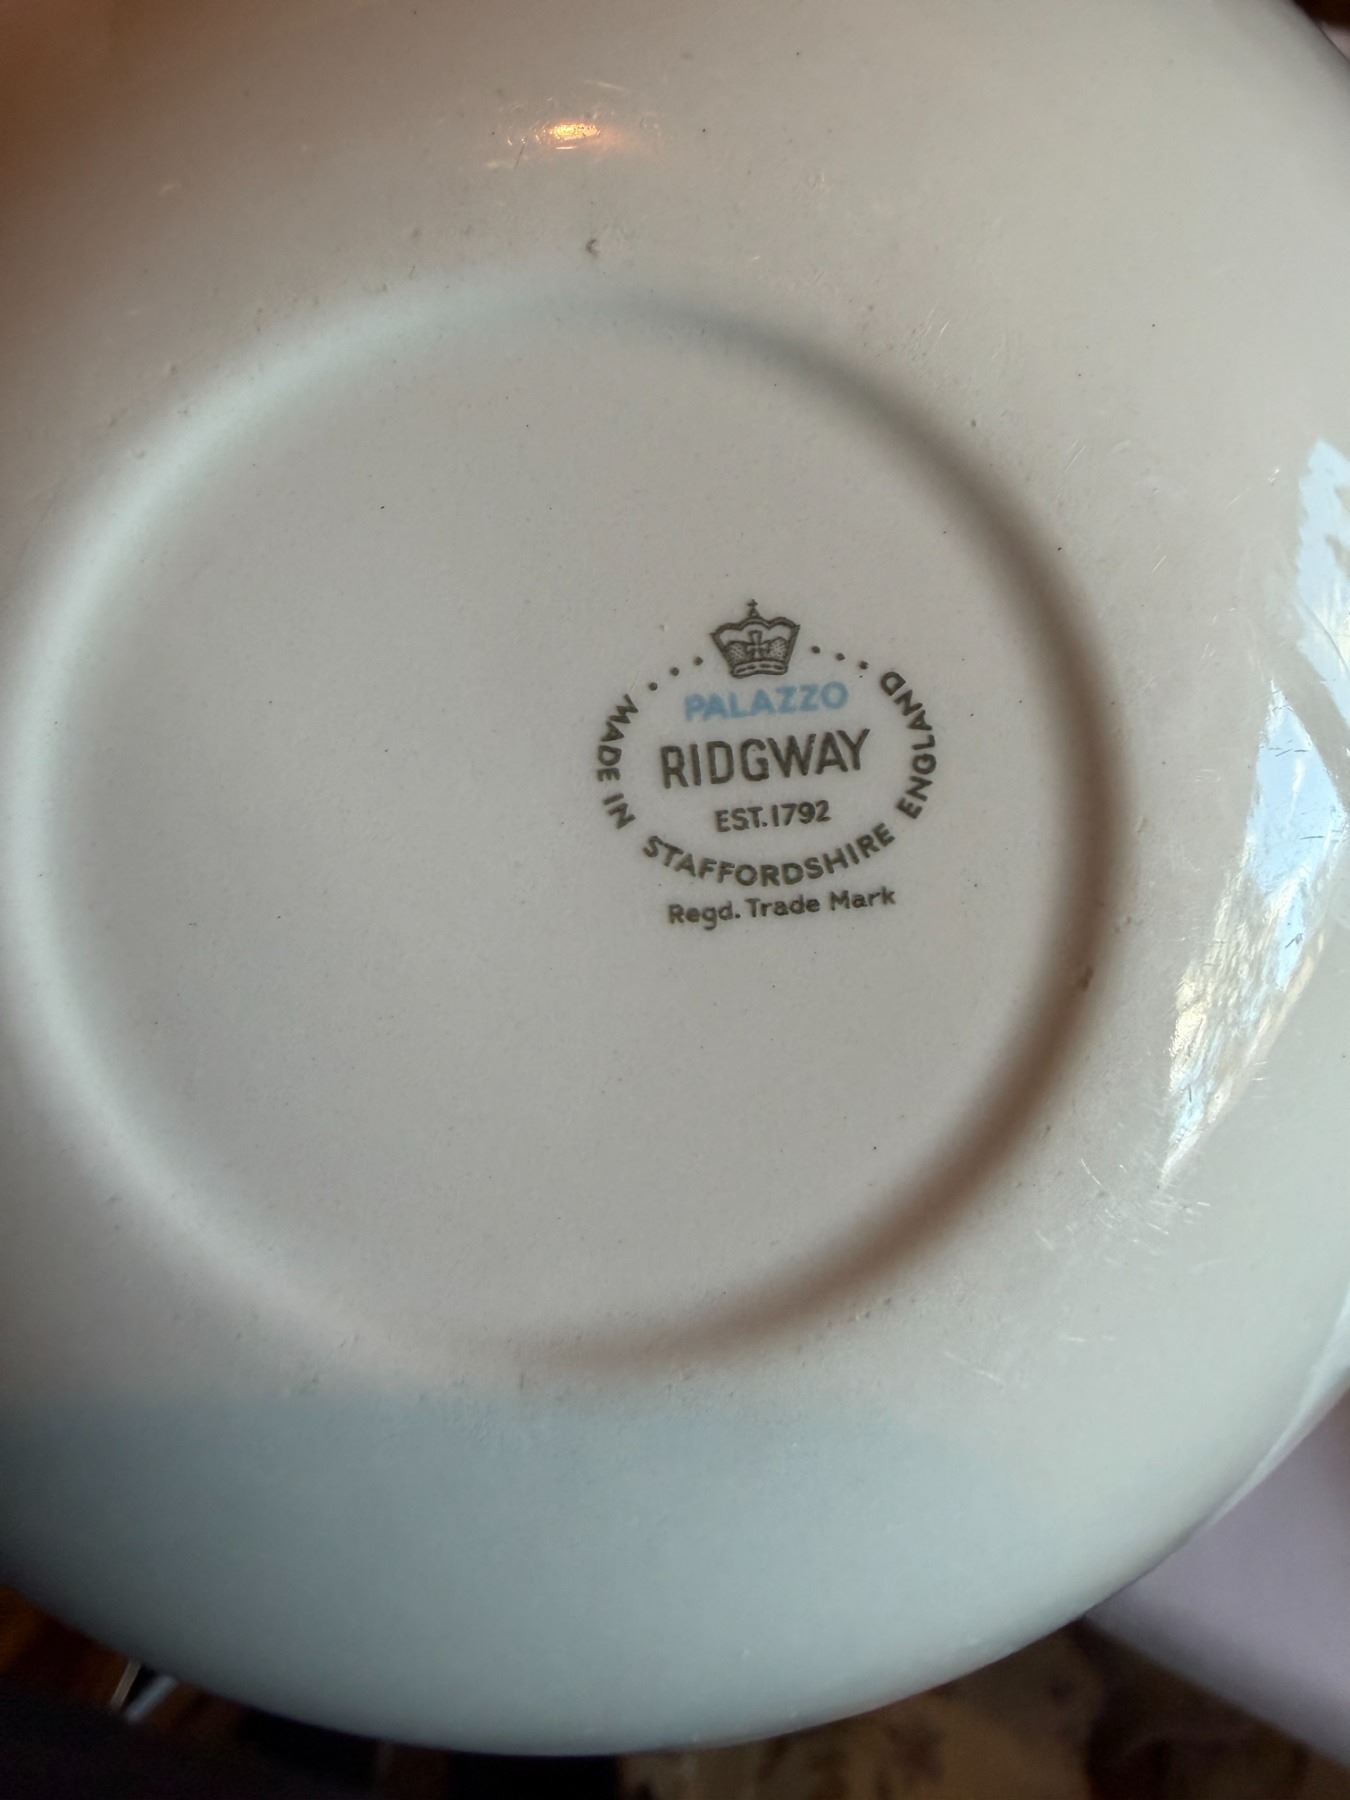 PALAZZO
RIDGWAY
EST. 1792
MADE IN STAFFORDSHIRE ENGLAND
Regd. Trade Mark